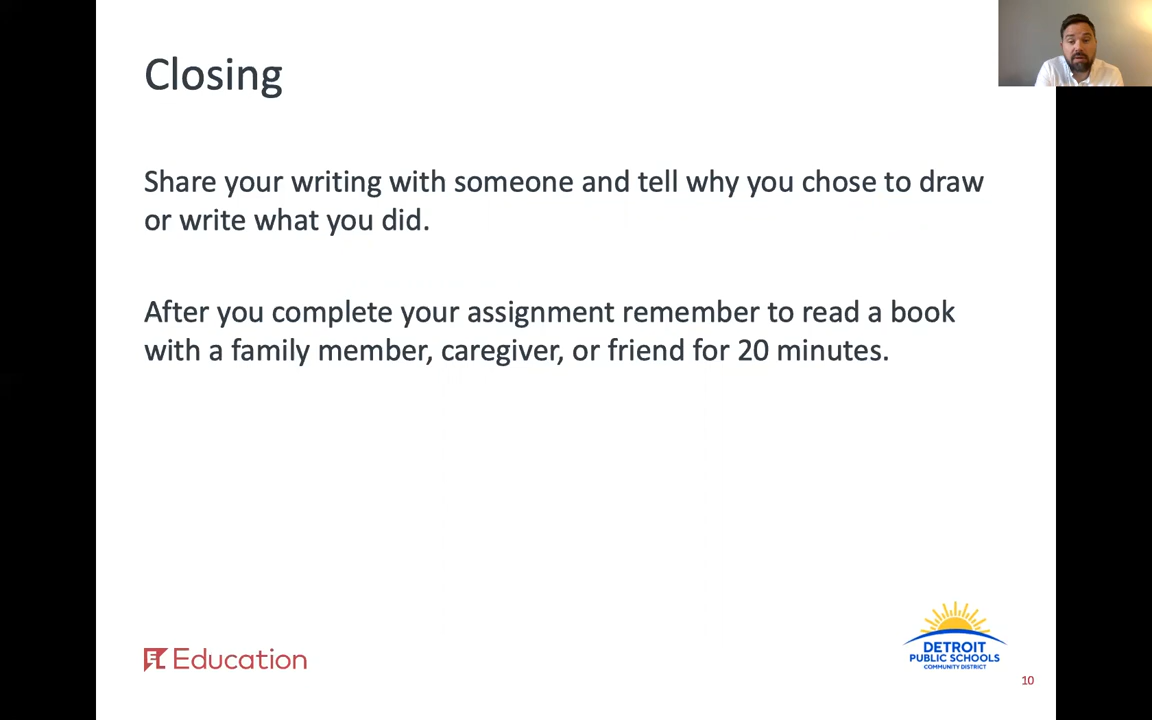 Closing
Share your writing with someone and tell why you chose to draw
or write what you did.
After you complete your assignment remember to read a book
with a family member, caregiver, or friend for 20 minutes.
EL Education
DETROIT
PUBLIC SCHOOLS
COMMUNITY DISTRICT
10